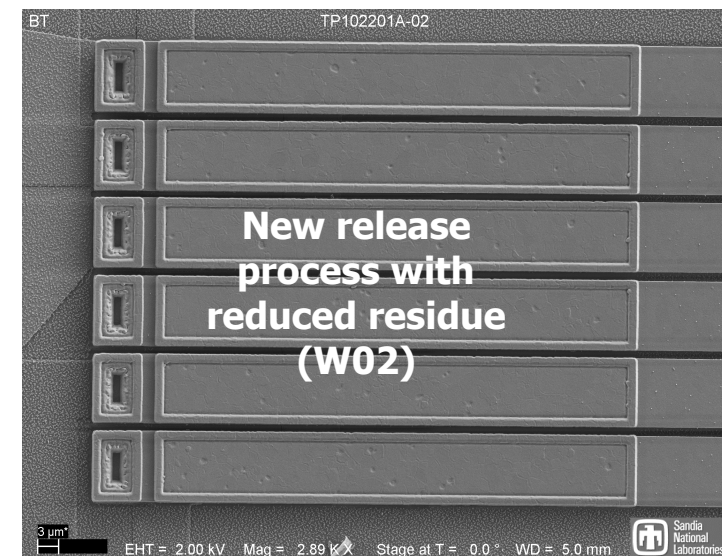 BT
TP102201A-02
New release
process with
reduced residue
(W02)
3 µm*
EHT = 2.00 kV Mag = 2.89 K X Stage at T = 0.0 ° WD = 5.0 mm
Sandia
National
Laboratories